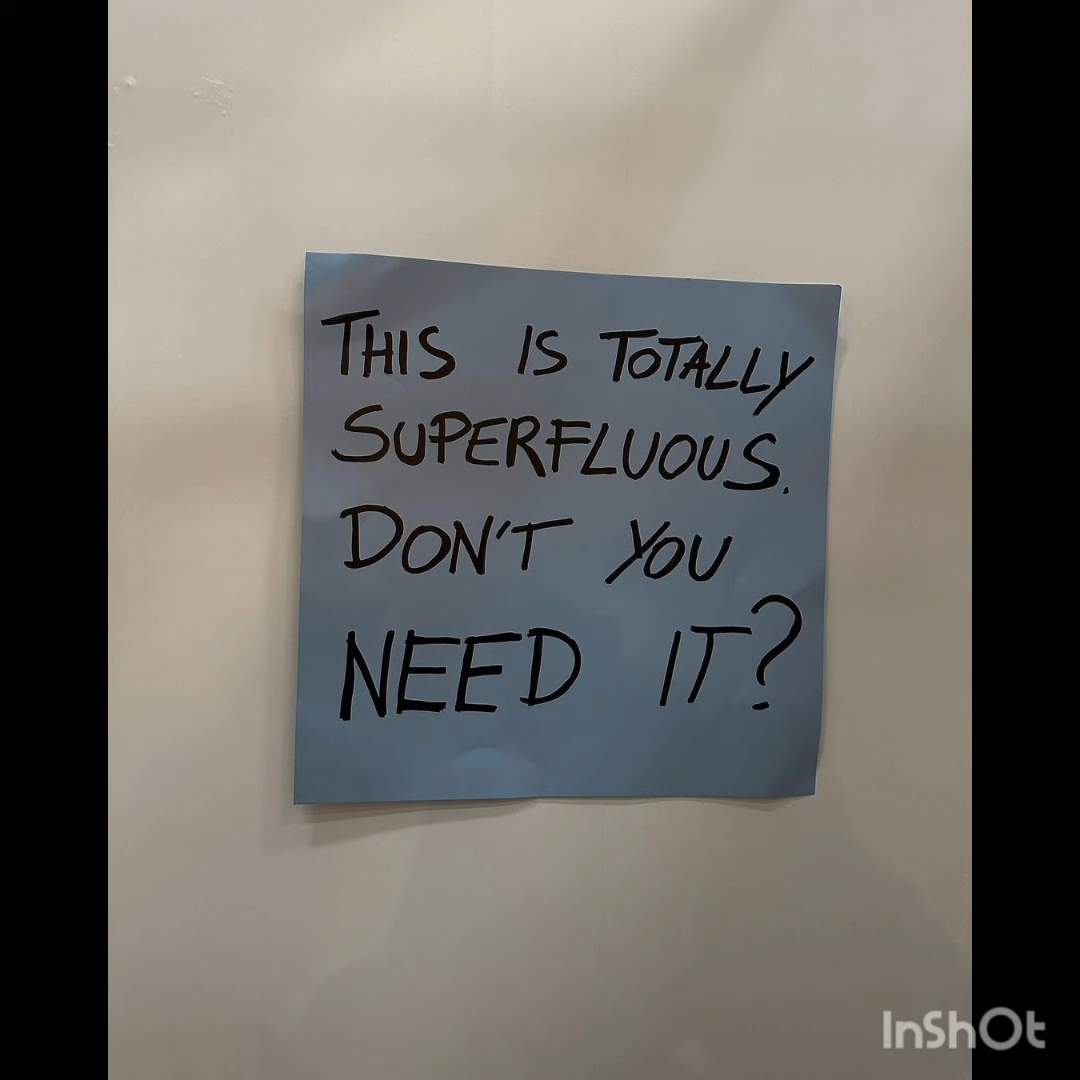 THIS IS TOTALLY
SUPERFLUOUS.
DON'T YOU
NEED IT?
InShOt